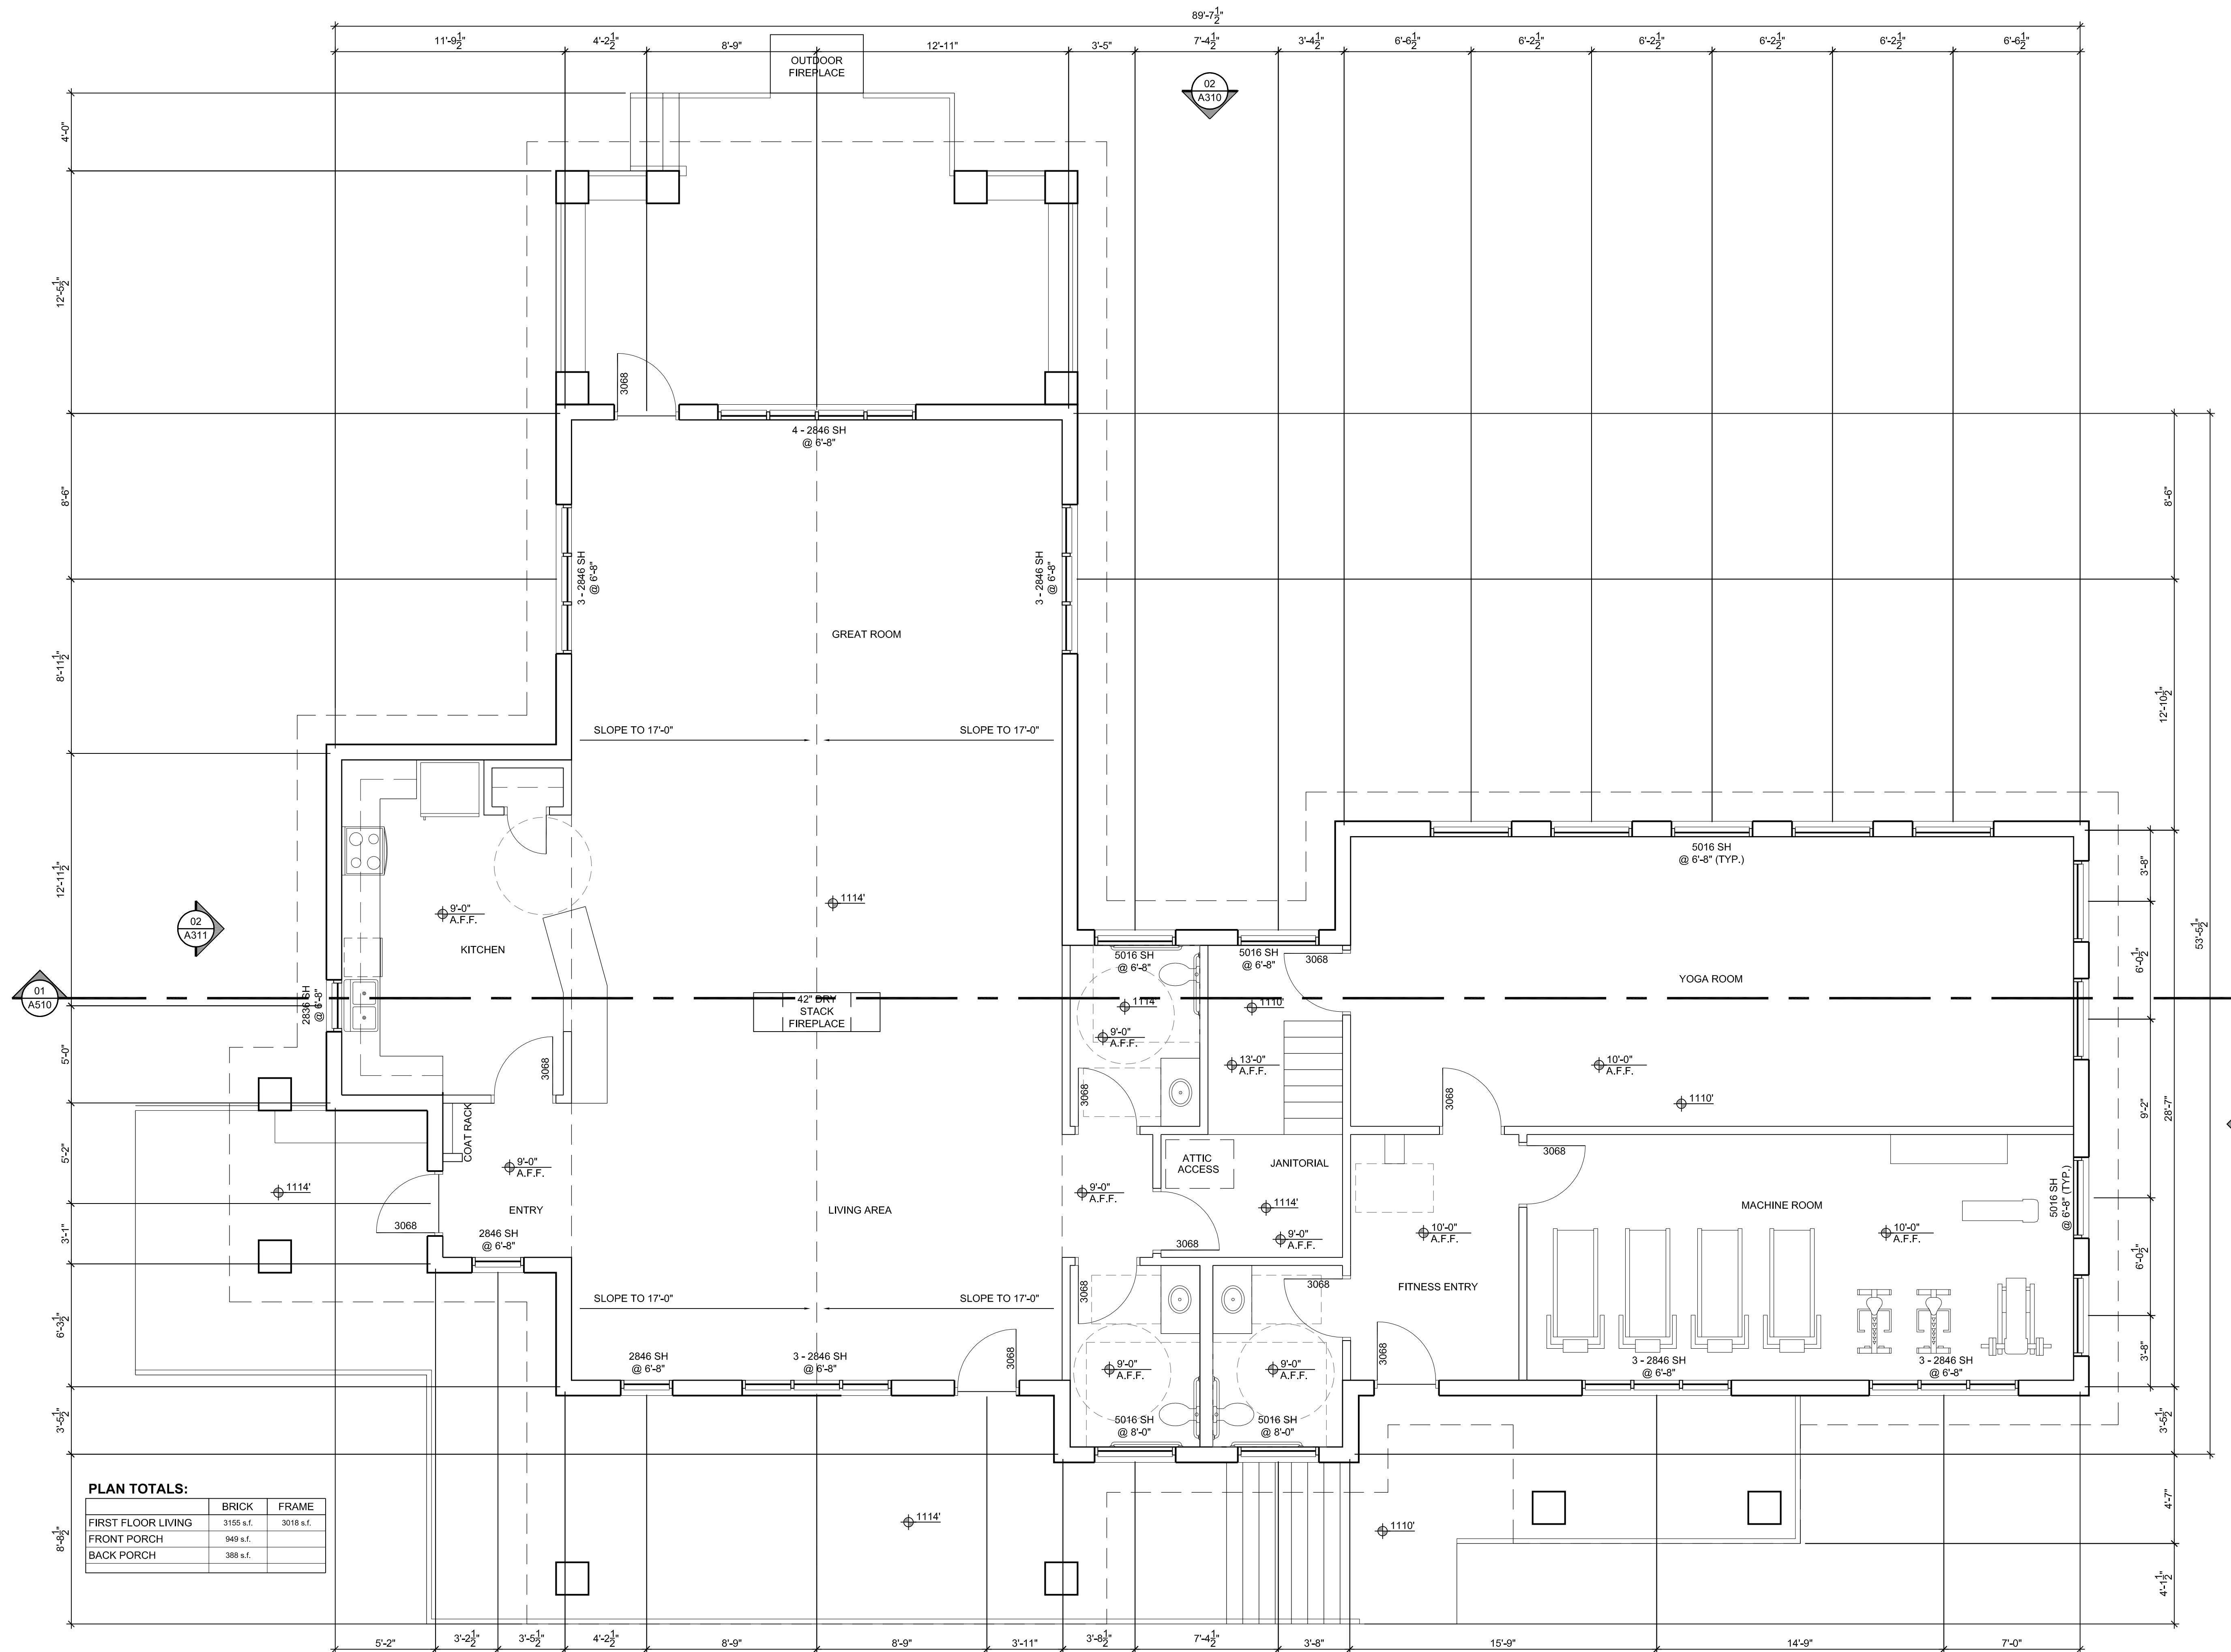 89'-7 1/2"
11'-9 1/2" 4'-2 1/2" 8'-9" 12'-11" 3'-5" 7'-4 1/2" 3'-4 1/2" 6'-6 1/2" 6'-2 1/2" 6'-2 1/2" 6'-2 1/2" 6'-2 1/2" 6'-6 1/2"
OUTDOOR
FIREPLACE
02
A310
4'-0"
12'-5 1/2"
8'-6"
8'-11 1/2"
12'-11 1/2"
5'-0"
5'-2"
3'-1"
6'-3 1/2"
3'-5 1/2"
8'-8 1/2"
3068
4 - 2846 SH
@ 6'-8"
3 - 2846 SH
@ 6'-8"
3 - 2846 SH
@ 6'-8"
GREAT ROOM
SLOPE TO 17'-0"
SLOPE TO 17'-0"
1114'
9'-0"
A.F.F.
KITCHEN
02
A311
01
A510
2836 SH
@ 6'-8"
42" DRY
STACK
FIREPLACE
3068
COAT RACK
9'-0"
A.F.F.
ENTRY
1114'
3068
2846 SH
@ 6'-8"
LIVING AREA
SLOPE TO 17'-0"
SLOPE TO 17'-0"
2846 SH
@ 6'-8"
3 - 2846 SH
@ 6'-8"
3068
5016 SH
@ 6'-8"
5016 SH
@ 6'-8"
3068
1114'
9'-0"
A.F.F.
1110'
13'-0"
A.F.F.
3068
ATTIC
ACCESS
JANITORIAL
9'-0"
A.F.F.
1114'
9'-0"
A.F.F.
3068
3068
3068
9'-0"
A.F.F.
9'-0"
A.F.F.
5016 SH
@ 8'-0"
5016 SH
@ 8'-0"
5016 SH
@ 6'-8" (TYP.)
YOGA ROOM
10'-0"
A.F.F.
1110'
3068
3068
MACHINE ROOM
10'-0"
A.F.F.
10'-0"
A.F.F.
FITNESS ENTRY
3068
5016 SH
@ 6'-8" (TYP.)
3 - 2846 SH
@ 6'-8"
3 - 2846 SH
@ 6'-8"
8'-6"
12'-10 1/2"
28'-7"
3'-5 1/2"
4'-7"
4'-1 1/2"
53'-5 1/2"
3'-8"
6'-0 1/2"
9'-2"
6'-0 1/2"
3'-8"
1114'
1110'
PLAN TOTALS:
BRICK FRAME
FIRST FLOOR LIVING 3155 s.f. 3018 s.f.
FRONT PORCH 949 s.f.
BACK PORCH 388 s.f.
5'-2" 3'-2 1/2" 3'-5 1/2" 4'-2 1/2" 8'-9" 8'-9" 3'-11" 3'-8 1/2" 7'-4 1/2" 3'-8" 15'-9" 14'-9" 7'-0"